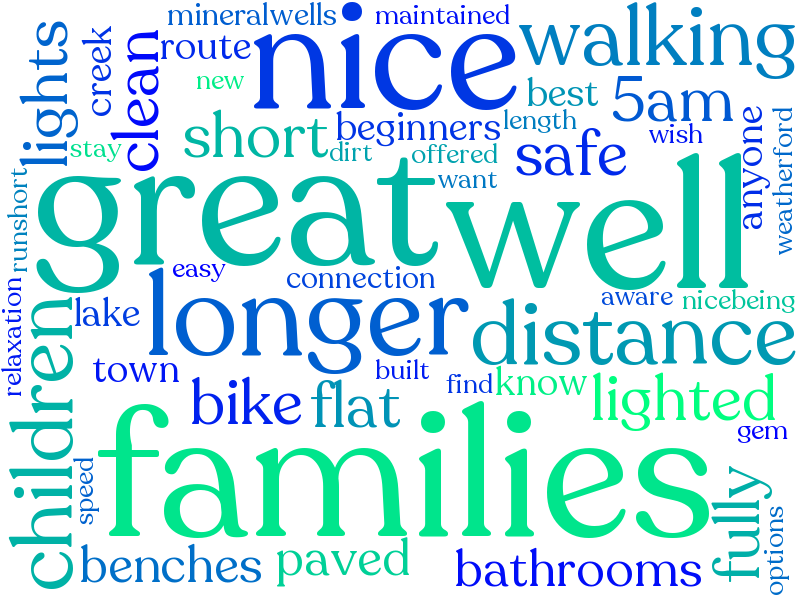 mineralwells
maintained
nice
walking
lights
creek
clean
route
new
best
5am
short
beginners
length
stay
dirt
offered
safe
wish
anyone
weatherford
want
great
well
runshort
easy
connection
longer
aware
nicebeing
relaxation
children
lake
distance
town
built
find
know
bike
flat
lighted
gem
families
speed
fully
options
benches
paved
bathrooms